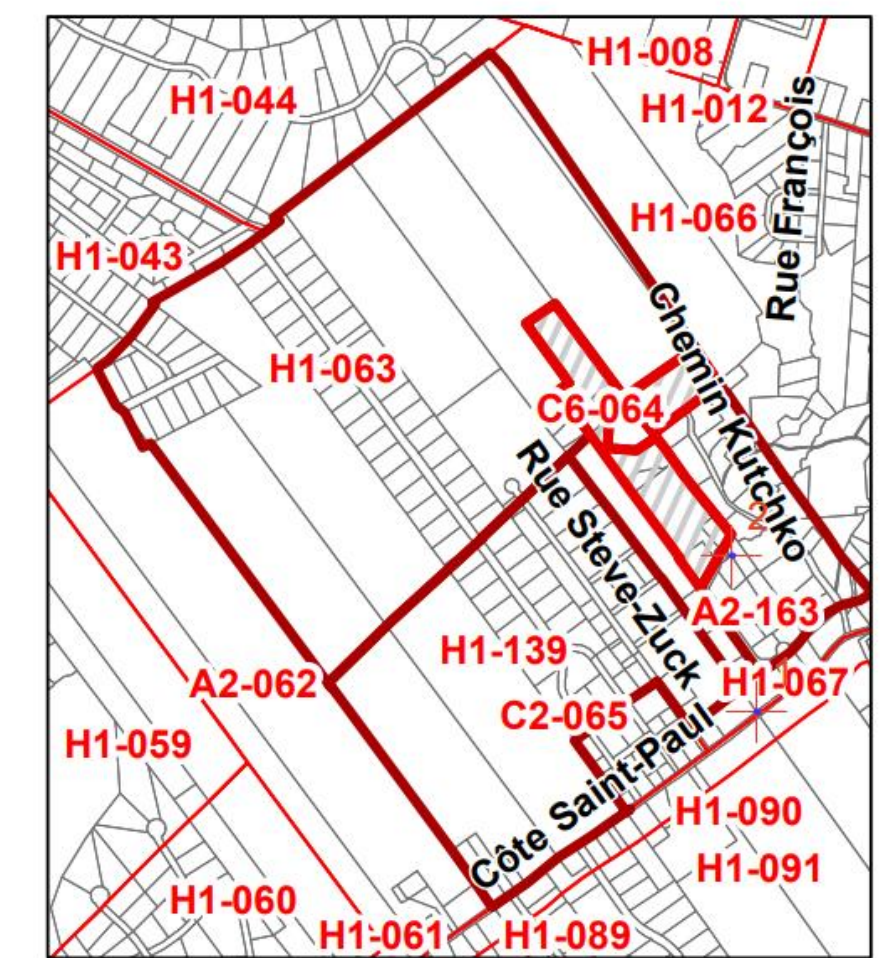 H1-008
H1-044
H1-012
Rue François
H1-066
H1-043
Chemin Kutchko
H1-063
C6-064
Rue Steve-Zuck
2
A2-163
H1-139
A2-062
H1-067
C2-065
H1-059
Côte Saint-Paul
H1-090
H1-091
H1-060
H1-061
H1-089